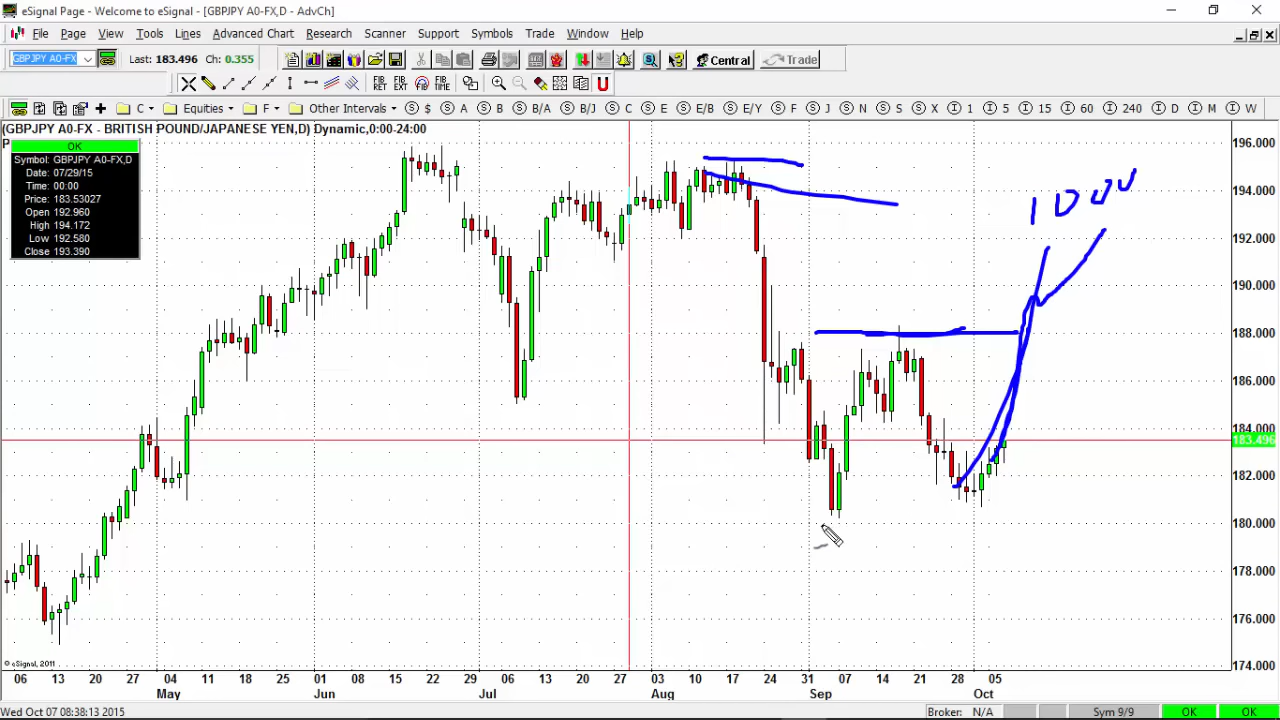 eSignal Page - Welcome to eSignal - [GBPJPY A0-FX,D - AdvCh]
File Page View Tools Lines Advanced Chart Research Scanner Support Symbols Trade Window Help
GBPJPY A0-FX Last: 183.496 Ch: 0.355 Central Trade
FIB RET FIB EXT FIB TIME
C Equities F Other Intervals $ A B B/A B/J C E E/B E/Y F J N S X 1 5 15 60 240 D M W
(GBPJPY A0-FX - BRITISH POUND/JAPANESE YEN,D) Dynamic,0:00-24:00
P
OK
Symbol: GBPJPY A0-FX,D
Date: 07/29/15
Time: 00:00
Price: 183.53027
Open 192.960
High 194.172
Low 192.580
Close 193.390
196.000
194.000
192.000
190.000
188.000
186.000
184.000
183.496
182.000
180.000
178.000
176.000
174.000
© eSignal, 2011
06 13 20 27 11 18 25 08 15 22 29 06 13 20 27 10 17 24 31 07 14 21 28 05
May Jun Jul Aug Sep Oct
Wed Oct 07 08:38:13 2015 Broker: N/A Sym 9/9 OK OK